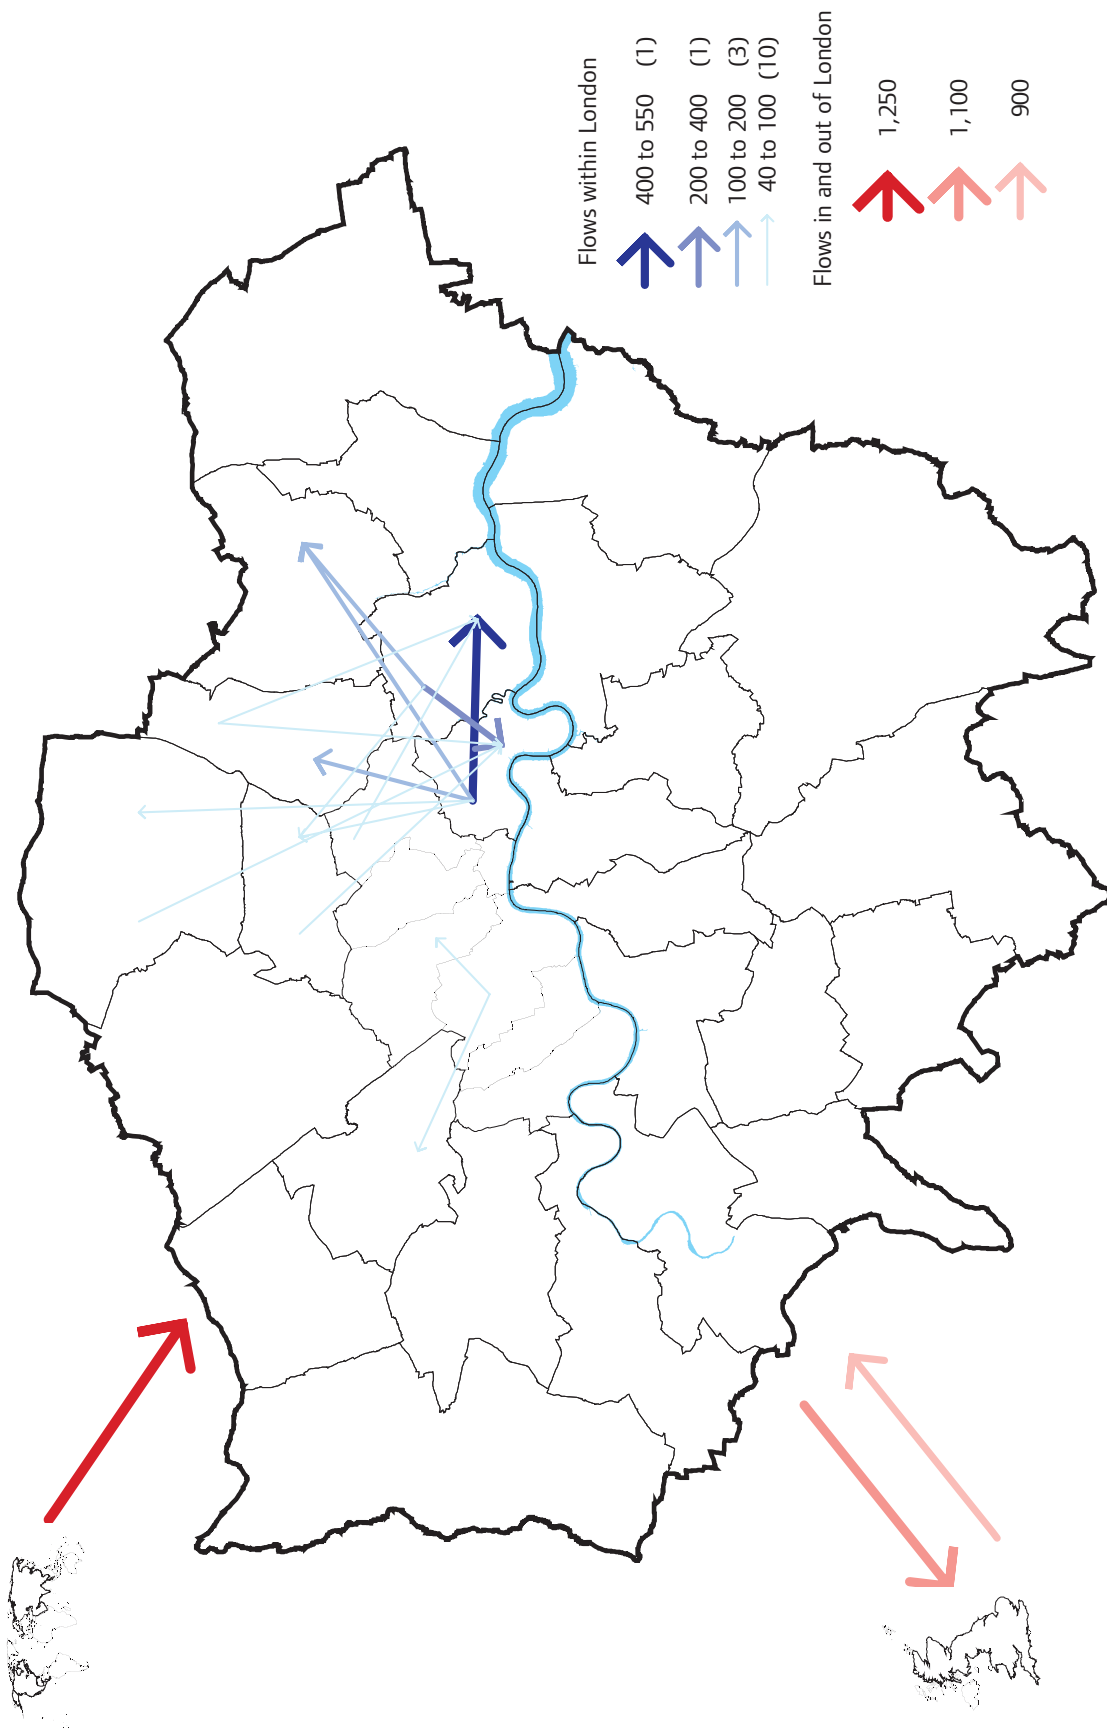 Flows within London
400 to 550 (1)
200 to 400 (1)
100 to 200 (3)
40 to 100 (10)
Flows in and out of London
1,250
1,100
900